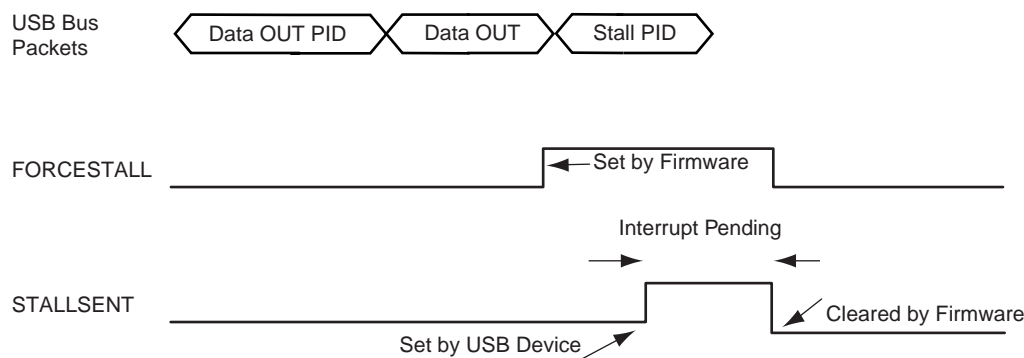 USB Bus
Packets
Data OUT PID
Data OUT
Stall PID
FORCESTALL
Set by Firmware
Interrupt Pending
STALLSENT
Cleared by Firmware
Set by USB Device